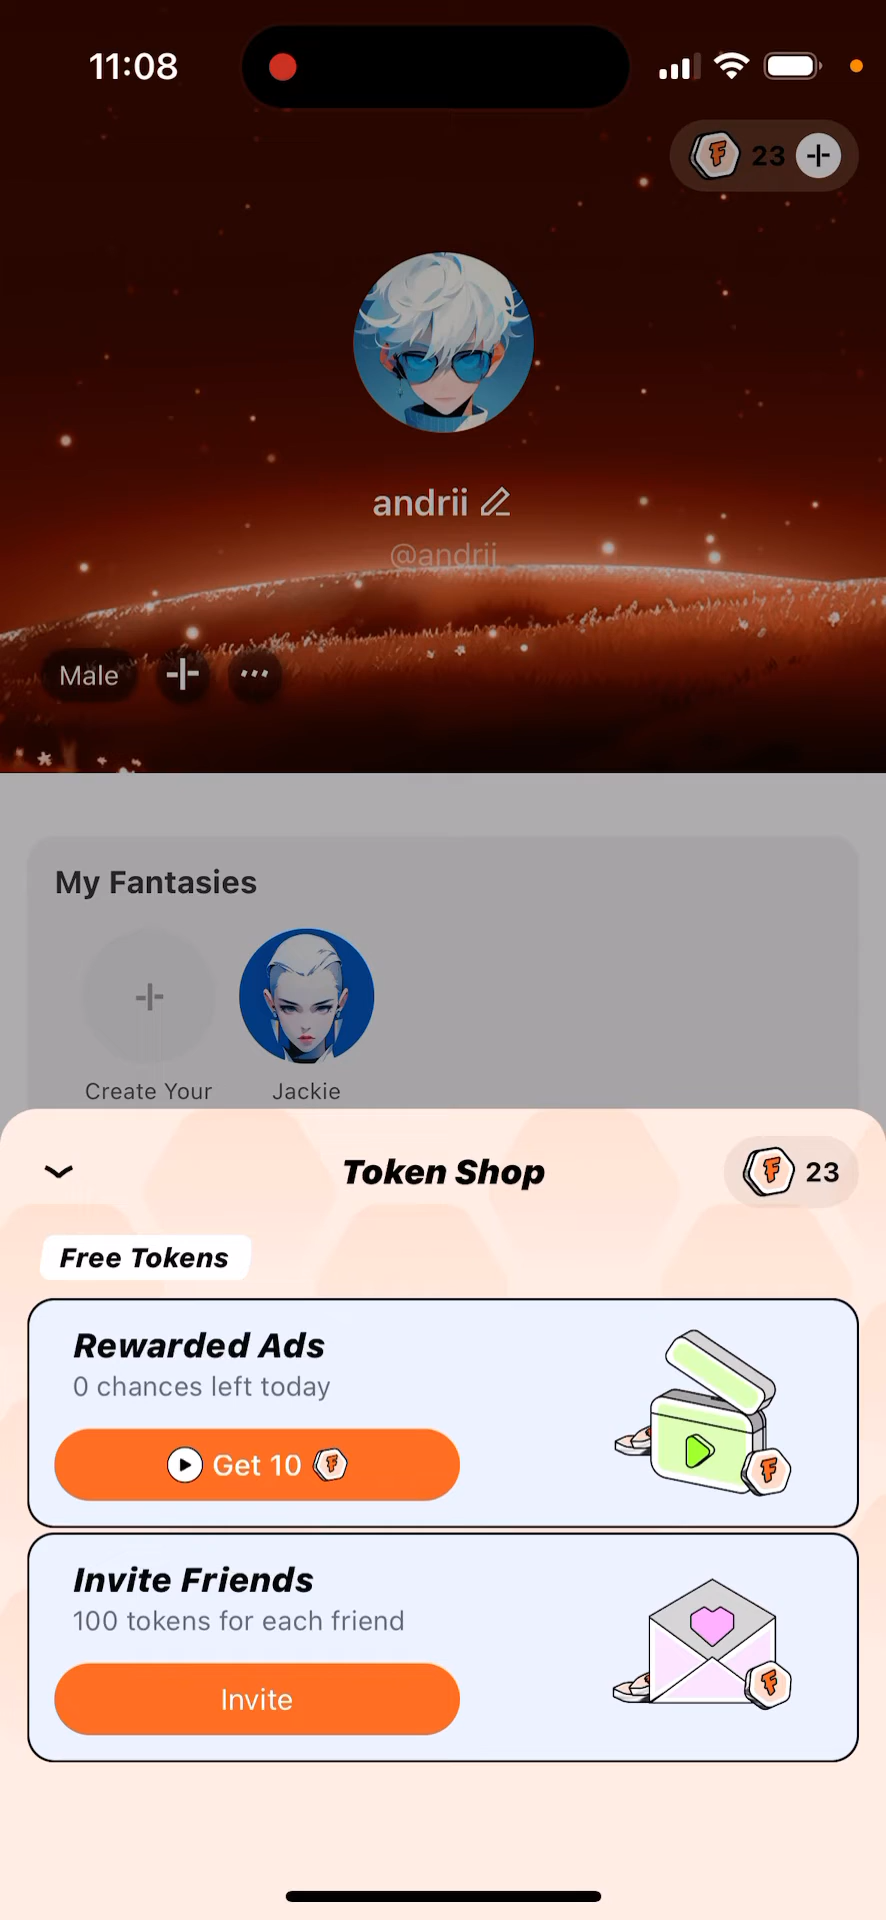 11:08
23
andrii
@andrii
Male
My Fantasies
Create Your
Jackie
Token Shop
23
Free Tokens
Rewarded Ads
0 chances left today
Get 10
Invite Friends
100 tokens for each friend
Invite